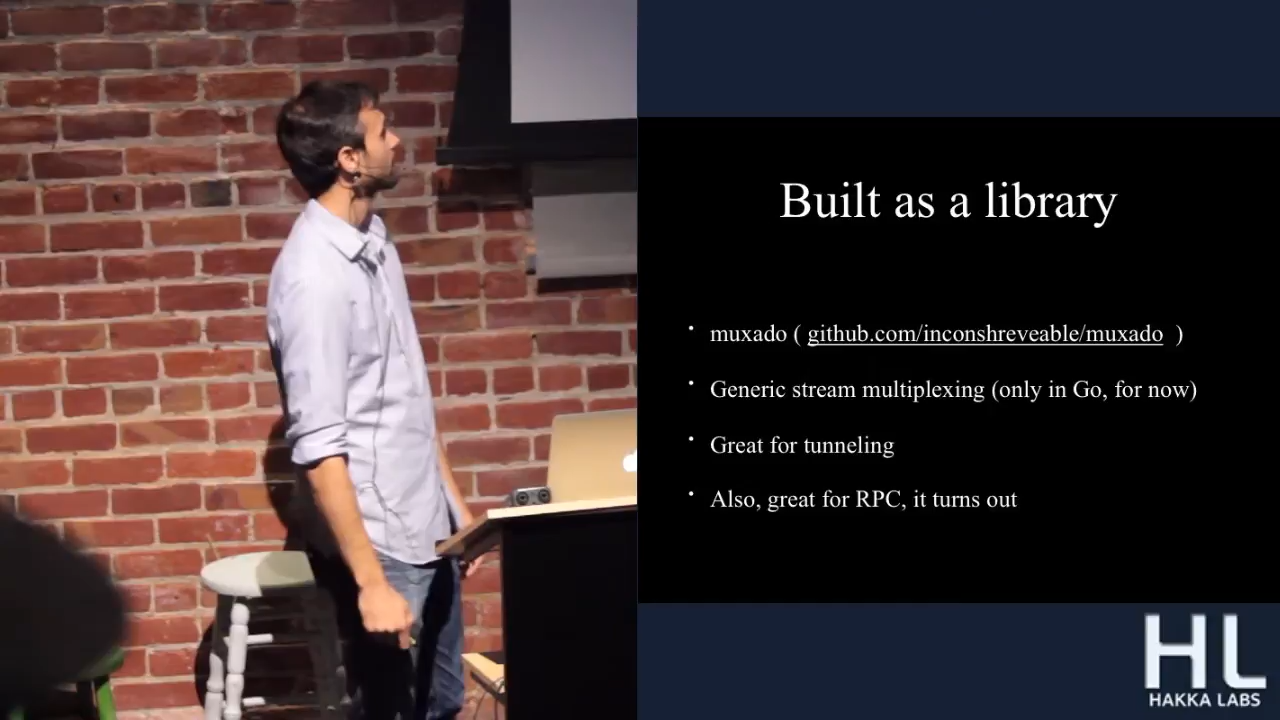 Built as a library
muxado ( github.com/inconshreveable/muxado )
Generic stream multiplexing (only in Go, for now)
Great for tunneling
Also, great for RPC, it turns out
HL
HAKKA LABS